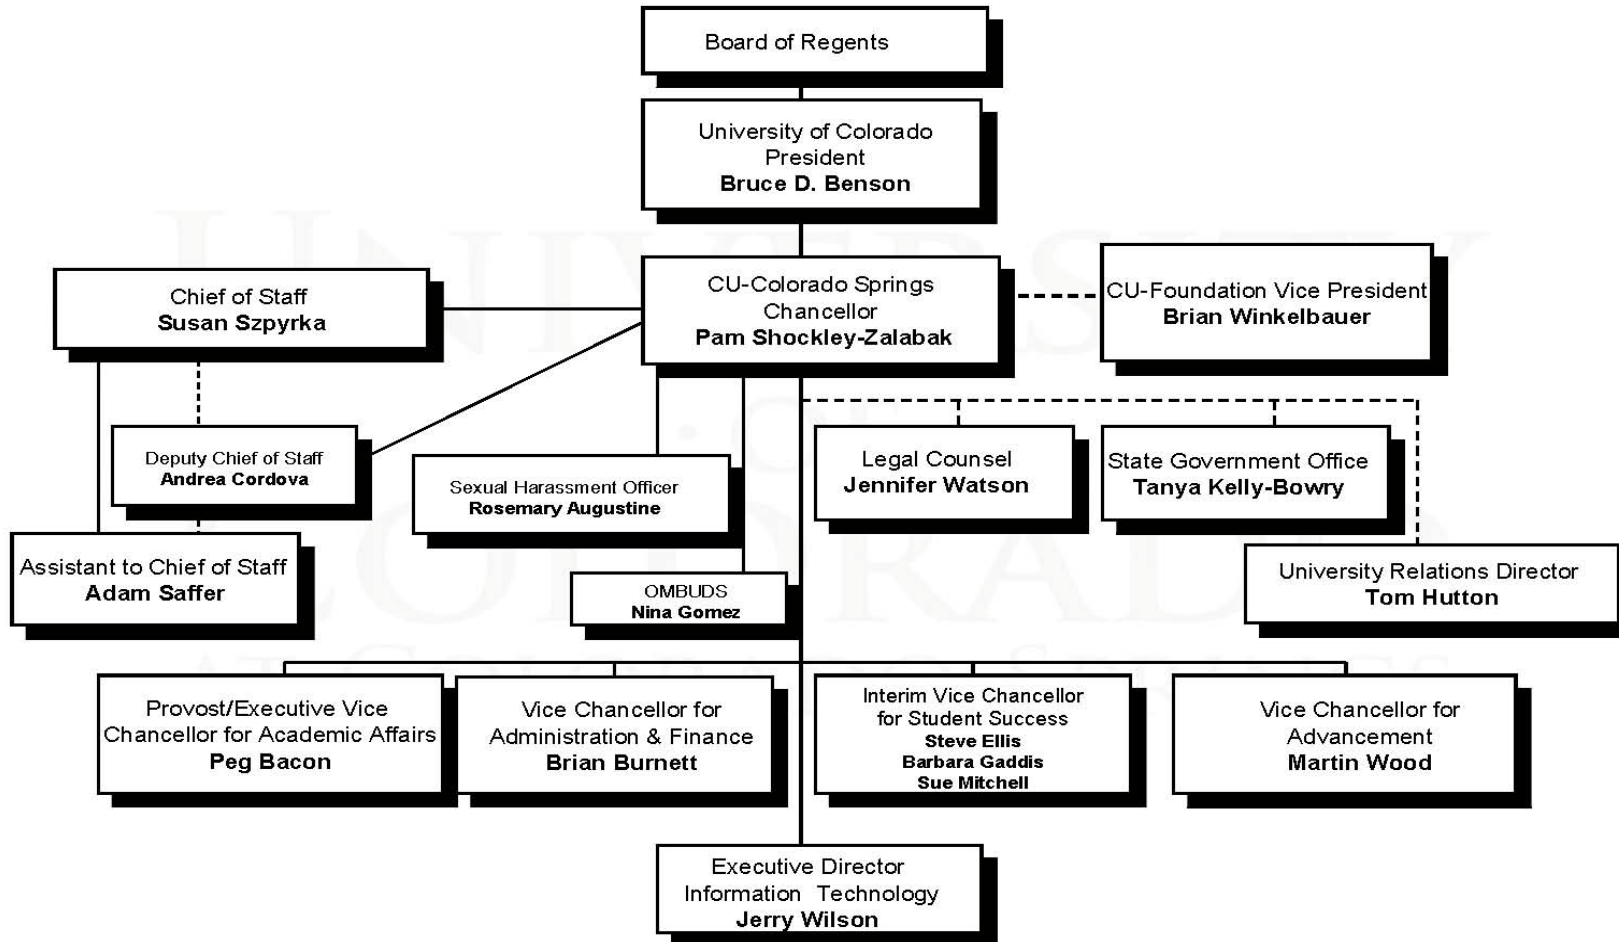 Board of Regents
University of Colorado
President
Bruce D. Benson
Chief of Staff
Susan Szpyrka
CU-Colorado Springs
Chancellor
Pam Shockley-Zalabak
CU-Foundation Vice President
Brian Winkelbauer
Deputy Chief of Staff
Andrea Cordova
Sexual Harassment Officer
Rosemary Augustine
Legal Counsel
Jennifer Watson
State Government Office
Tanya Kelly-Bowry
Assistant to Chief of Staff
Adam Saffer
OMBUDS
Nina Gomez
University Relations Director
Tom Hutton
Provost/Executive Vice
Chancellor for Academic Affairs
Peg Bacon
Vice Chancellor for
Administration & Finance
Brian Burnett
Interim Vice Chancellor
for Student Success
Steve Ellis
Barbara Gaddis
Sue Mitchell
Vice Chancellor for
Advancement
Martin Wood
Executive Director
Information Technology
Jerry Wilson